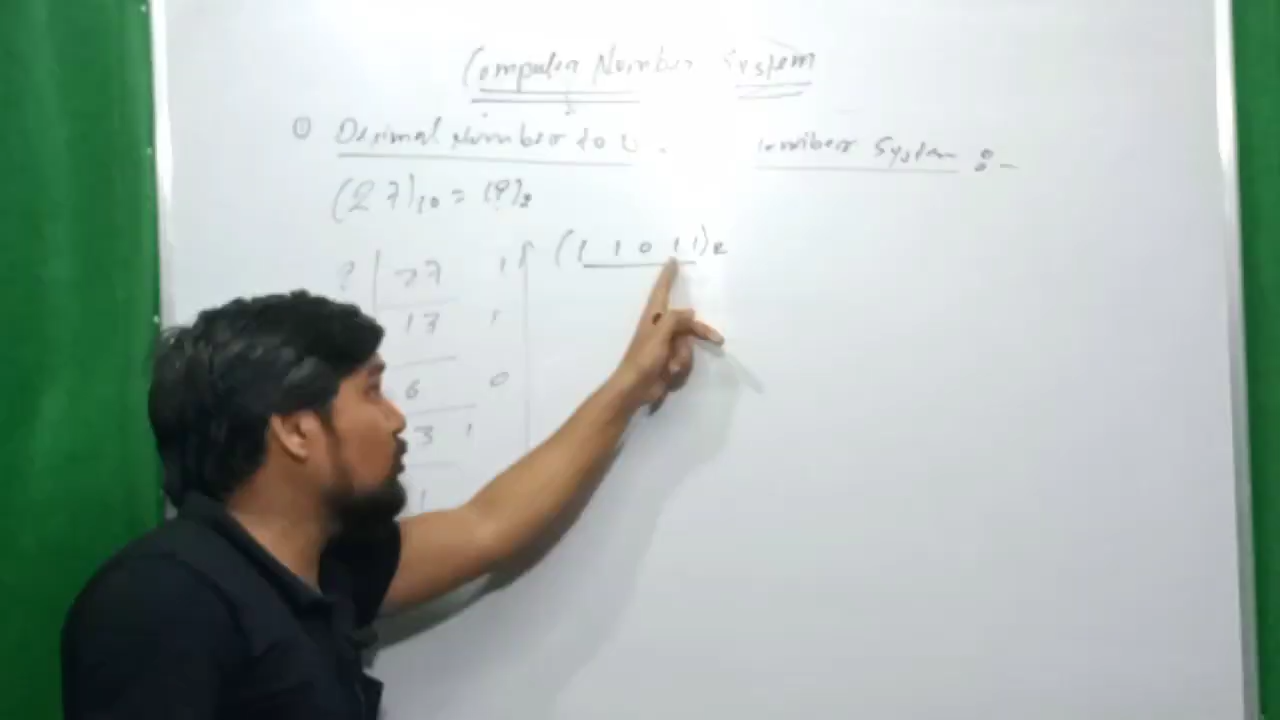 Computer Number System
① Decimal Number to Number System :-
(27)10 = (?)2
2 27 1 (1 1 0 1 1)2
13 1
6 0
3 1
1